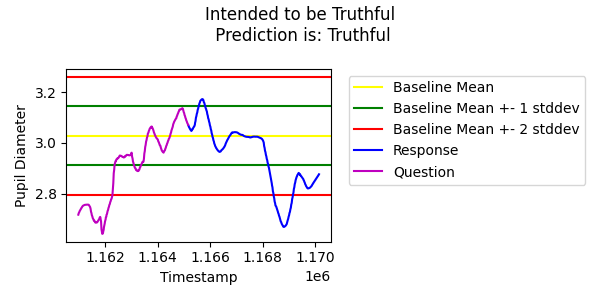 Intended to be Truthful
Prediction is: Truthful
Pupil Diameter
3.2
3.0
2.8
1.162 1.164 1.166 1.168 1.170
1e6
Timestamp
Baseline Mean
Baseline Mean +- 1 stddev
Baseline Mean +- 2 stddev
Response
Question